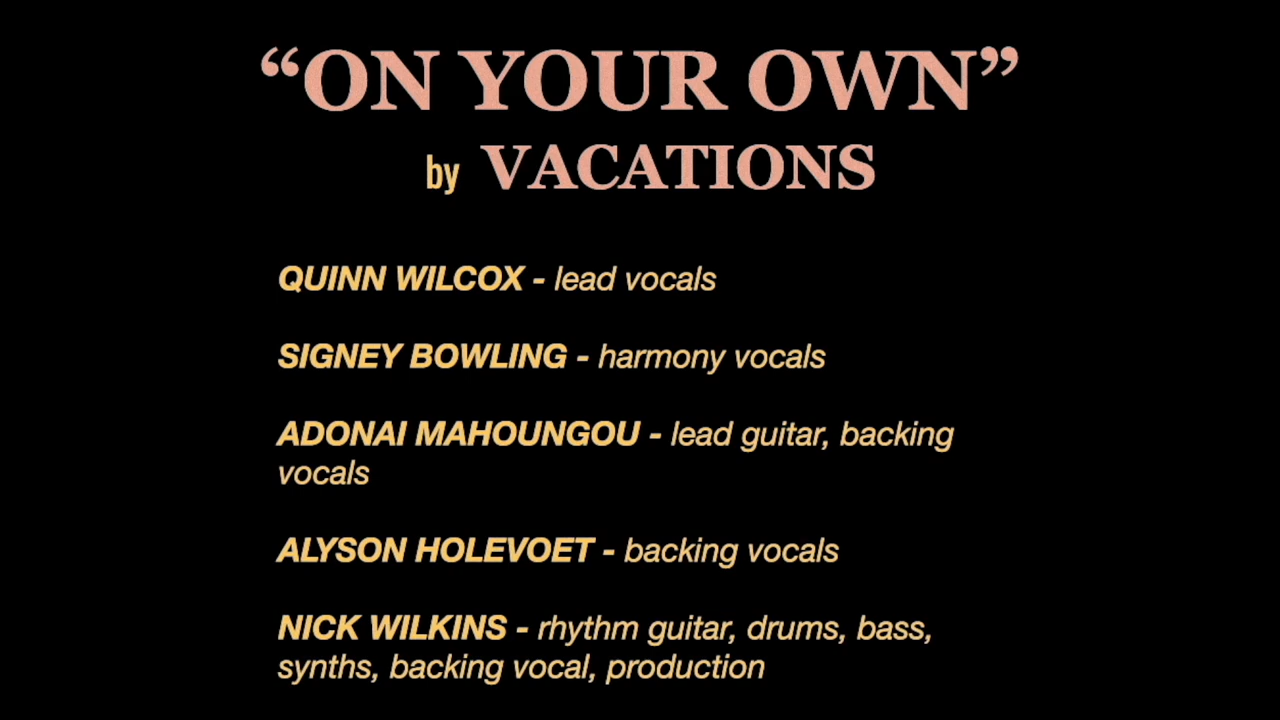 “ON YOUR OWN”
by VACATIONS
QUINN WILCOX - lead vocals
SIGNEY BOWLING - harmony vocals
ADONAI MAHOUNGOU - lead guitar, backing
vocals
ALYSON HOLEVOET - backing vocals
NICK WILKINS - rhythm guitar, drums, bass,
synths, backing vocal, production